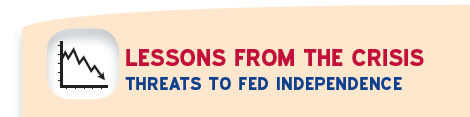 LESSONS FROM THE CRISIS
THREATS TO FED INDEPENDENCE